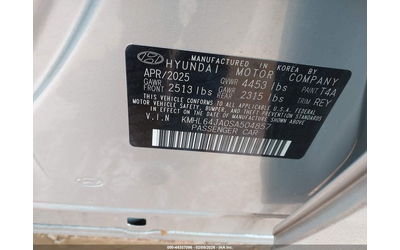 MANUFACTURED IN KOREA BY
HYUNDAI MOTOR COMPANY
APR/2025 GVWR 4453 lbs
GAWR FRONT 2513 lbs GAWR REAR 2315 lbs PAINT T4A
TRIM REY
THIS VEHICLE CONFORMS TO ALL APPLICABLE
U.S. FEDERAL MOTOR VEHICLE SAFETY, BUMPER,
AND THEFT PREVENTION STANDARDS IN EFFECT ON
THE DATE OF MANUFACTURE SHOWN ABOVE.
V.I.N KMHL64JA0SA504857
PASSENGER CAR